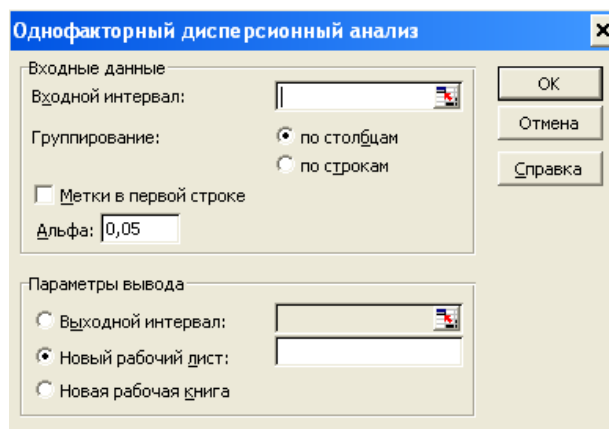 Однофакторный дисперсионный анализ
Входные данные
Входной интервал:
Группирование:
по столбцам
по строкам
Метки в первой строке
Альфа: 0,05
Параметры вывода
Выходной интервал:
Новый рабочий лист:
Новая рабочая книга
ОК
Отмена
Справка